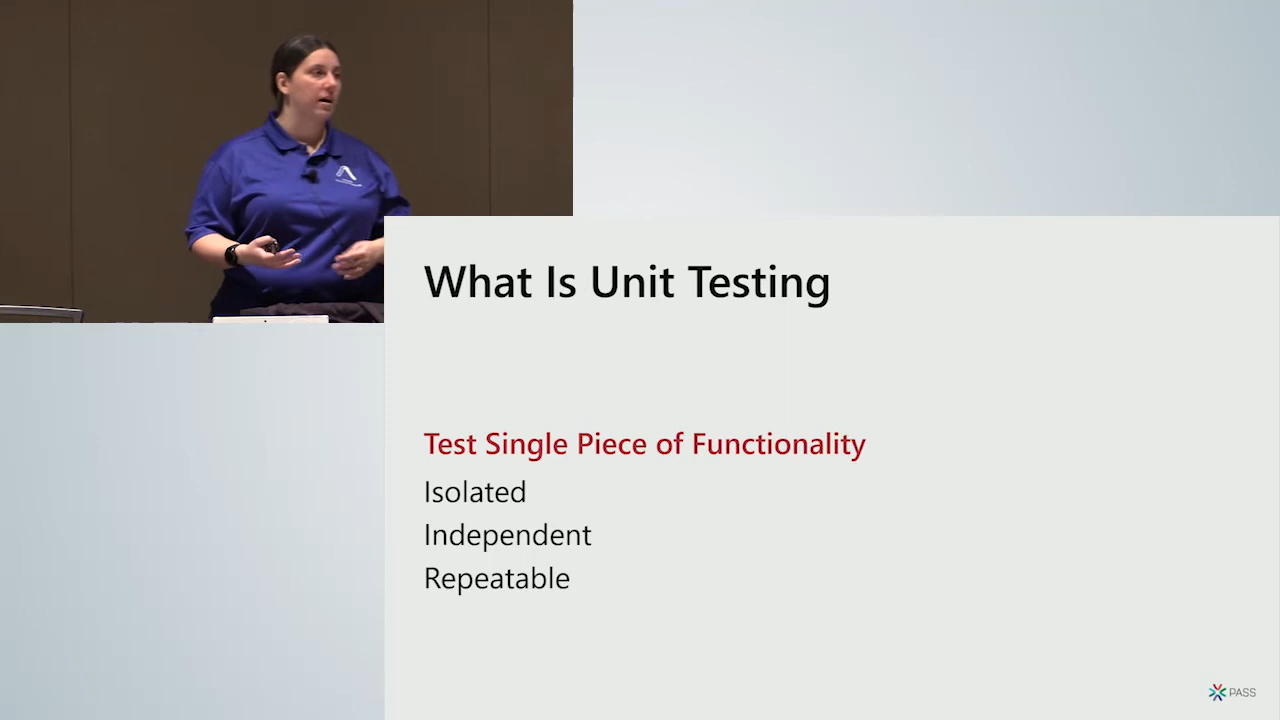 What Is Unit Testing
Test Single Piece of Functionality
Isolated
Independent
Repeatable
PASS